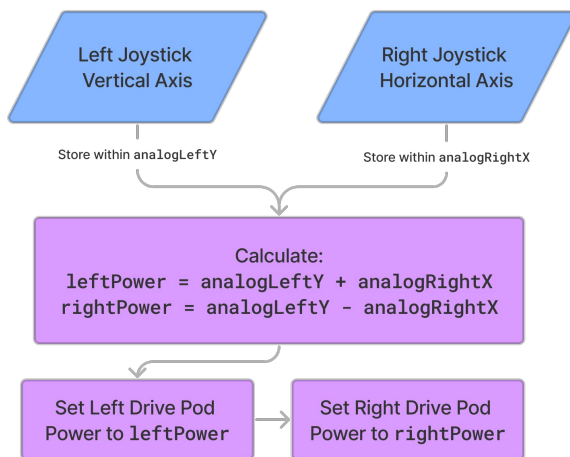 Left Joystick
Vertical Axis
Right Joystick
Horizontal Axis
Store within analogLeftY
Store within analogRightX
Calculate:
leftPower = analogLeftY + analogRightX
rightPower = analogLeftY - analogRightX
Set Left Drive Pod
Power to leftPower
Set Right Drive Pod
Power to rightPower